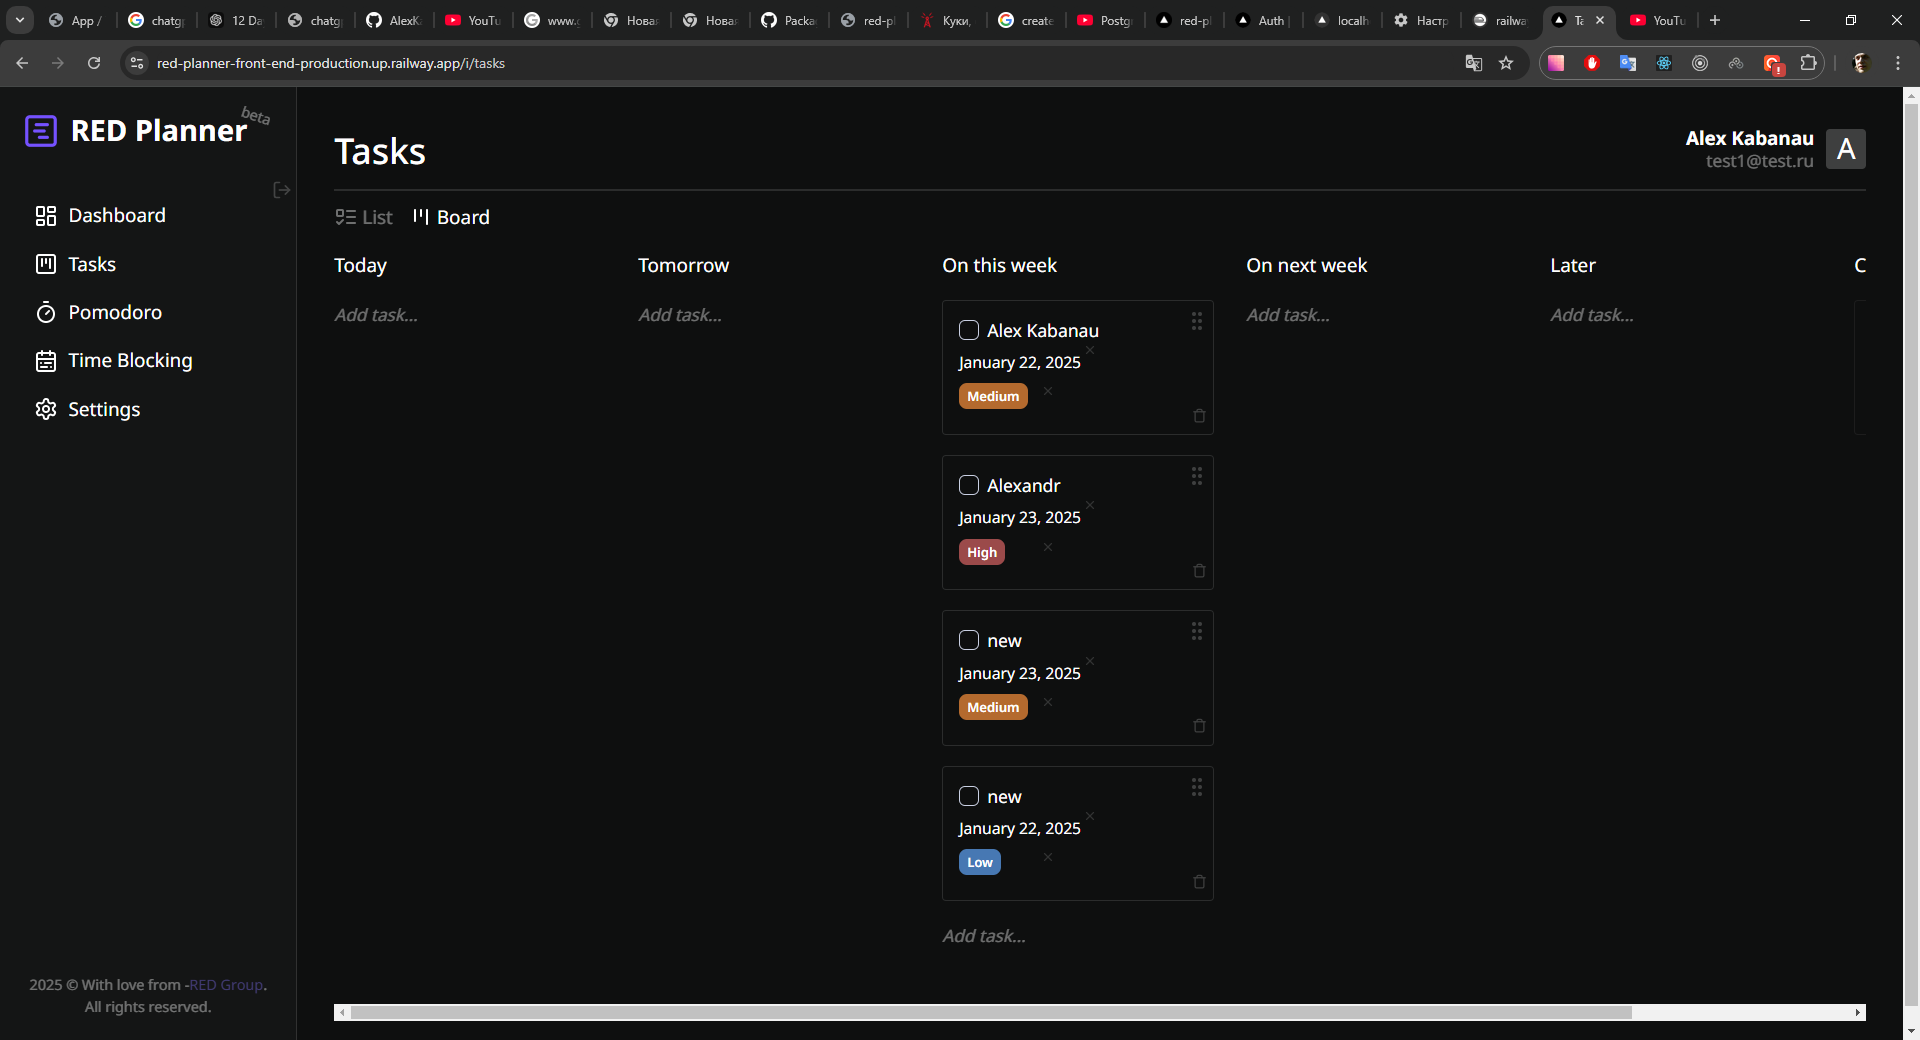 App /
chatg
12 Da
chatg
AlexK
YouTu
www.g
Нова
Нова
Packa
red-pl
Куки,
create
Postg
red-pl
Auth
localh
Настр
railwa
Ta
YouTu
red-planner-front-end-production.up.railway.app/i/tasks
RED Planner beta
Dashboard
Tasks
Pomodoro
Time Blocking
Settings
2025 © With love from -RED Group.
All rights reserved.
Tasks
Alex Kabanau
test1@test.ru
A
List
Board
Today
Add task...
Tomorrow
Add task...
On this week
Alex Kabanau
January 22, 2025
Medium
Alexandr
January 23, 2025
High
new
January 23, 2025
Medium
new
January 22, 2025
Low
Add task...
On next week
Add task...
Later
Add task...
C